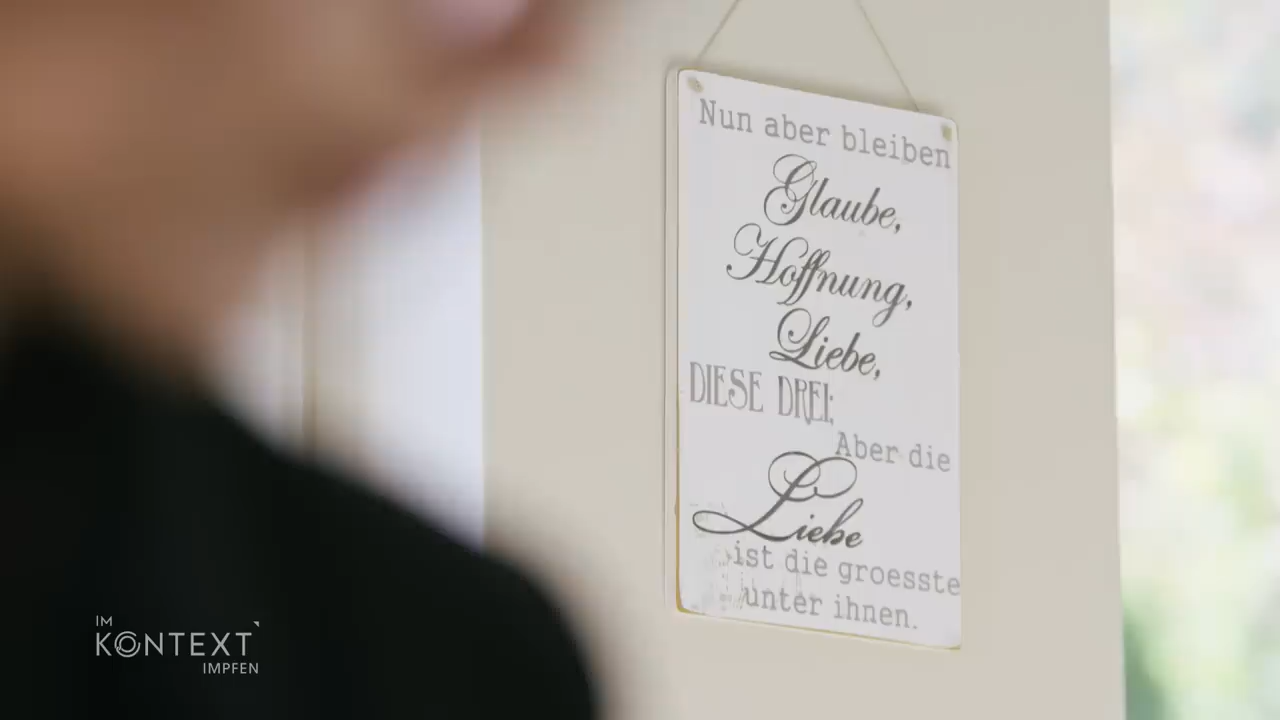 Nun aber bleiben
Glaube,
Hoffnung,
Liebe,
DIESE DREI:
Aber die
Liebe
ist die groesste
unter ihnen.
IM
KONTEXT
IMPFEN